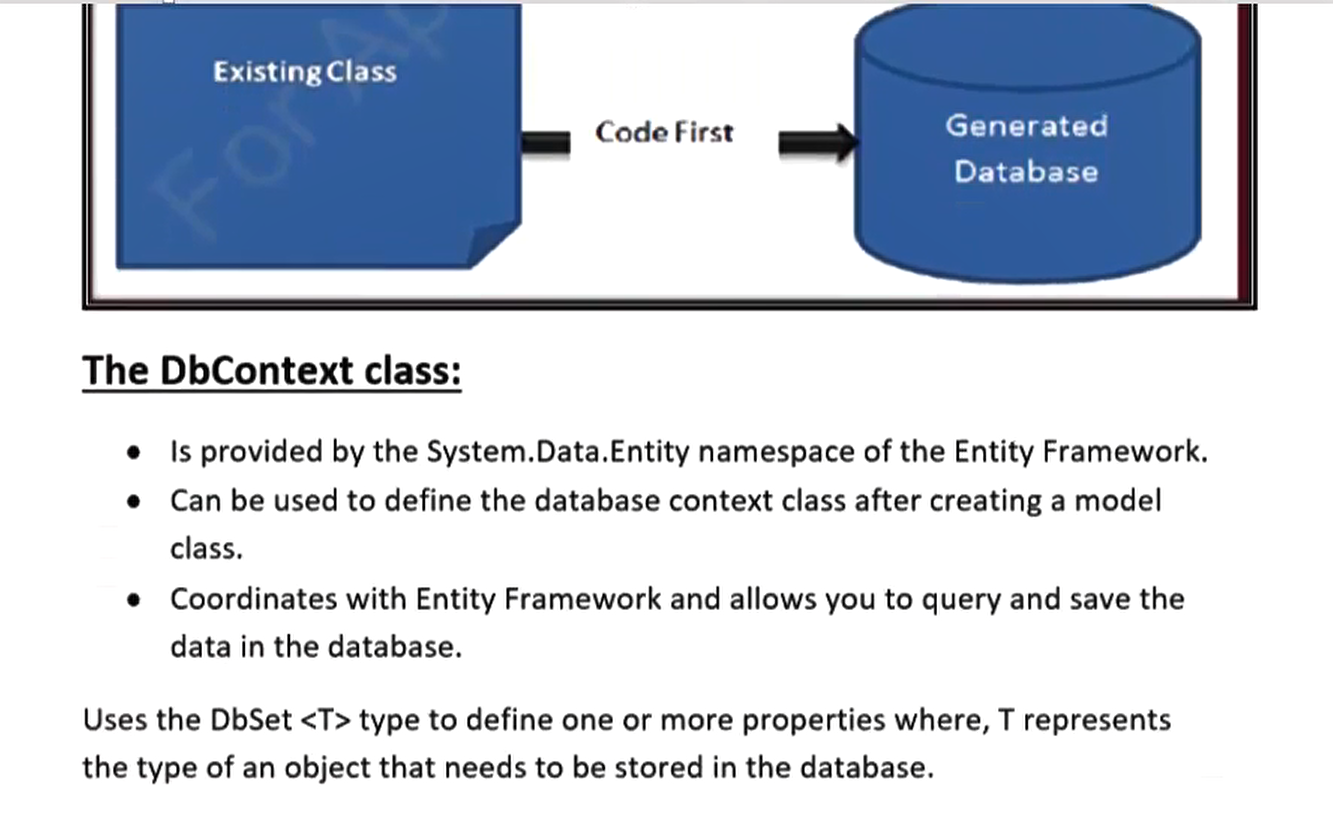 Existing Class
Code First
Generated
Database
For Ap
The DbContext class:
• Is provided by the System.Data.Entity namespace of the Entity Framework.
• Can be used to define the database context class after creating a model
class.
• Coordinates with Entity Framework and allows you to query and save the
data in the database.
Uses the DbSet <T> type to define one or more properties where, T represents
the type of an object that needs to be stored in the database.